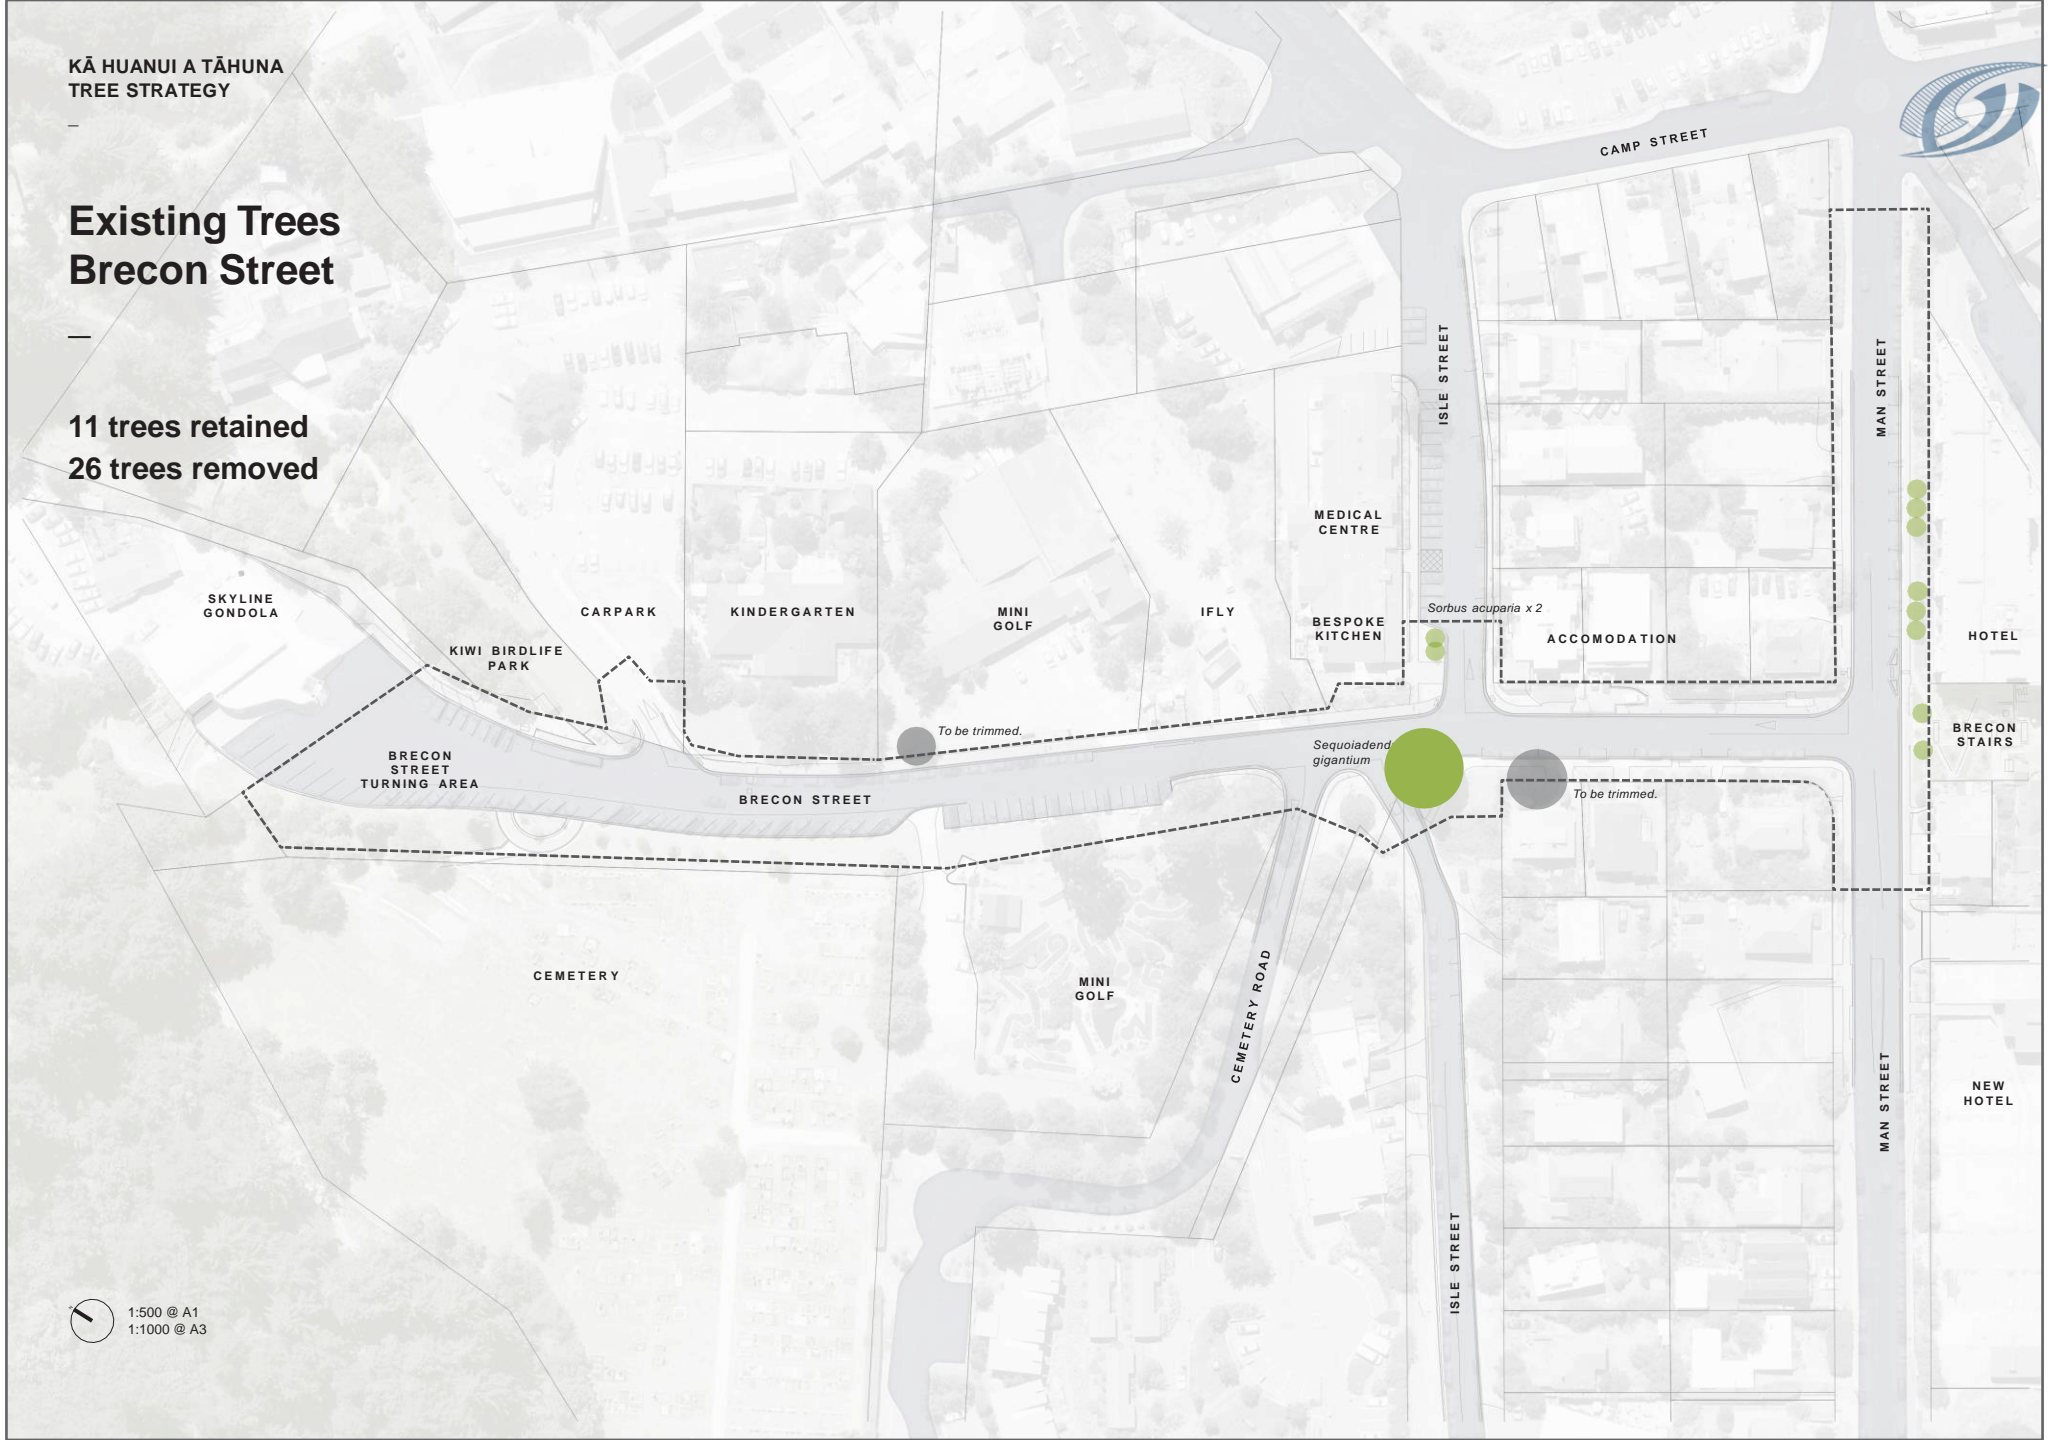 KĀ HUANUI A TĀHUNA
TREE STRATEGY
–
Existing Trees
Brecon Street
—
11 trees retained
26 trees removed
CAMP STREET
ISLE STREET
MAN STREET
MEDICAL
CENTRE
SKYLINE
GONDOLA
CARPARK
KINDERGARTEN
MINI
GOLF
IFLY
BESPOKE
KITCHEN
Sorbus acuparia x 2
ACCOMODATION
HOTEL
KIWI BIRDLIFE
PARK
To be trimmed.
BRECON
STAIRS
Sequoiadend
gigantium
BRECON
STREET
TURNING AREA
BRECON STREET
To be trimmed.
CEMETERY
MINI
GOLF
CEMETERY ROAD
MAN STREET
NEW
HOTEL
ISLE STREET
1:500 @ A1
1:1000 @ A3